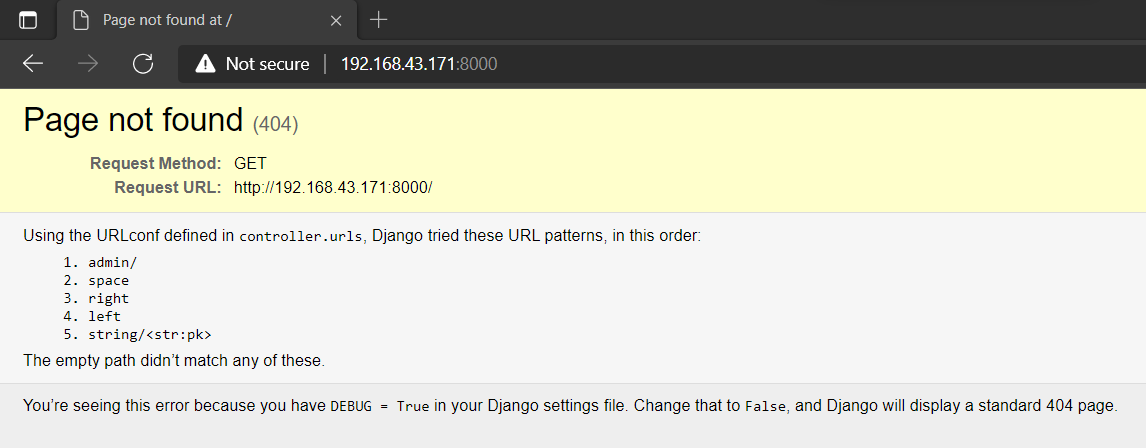 Page not found at /
Not secure | 192.168.43.171:8000
Page not found (404)
Request Method: GET
Request URL: http://192.168.43.171:8000/
Using the URLconf defined in controller.urls, Django tried these URL patterns, in this order:
1. admin/
2. space
3. right
4. left
5. string/<str:pk>
The empty path didn’t match any of these.
You’re seeing this error because you have DEBUG = True in your Django settings file. Change that to False, and Django will display a standard 404 page.